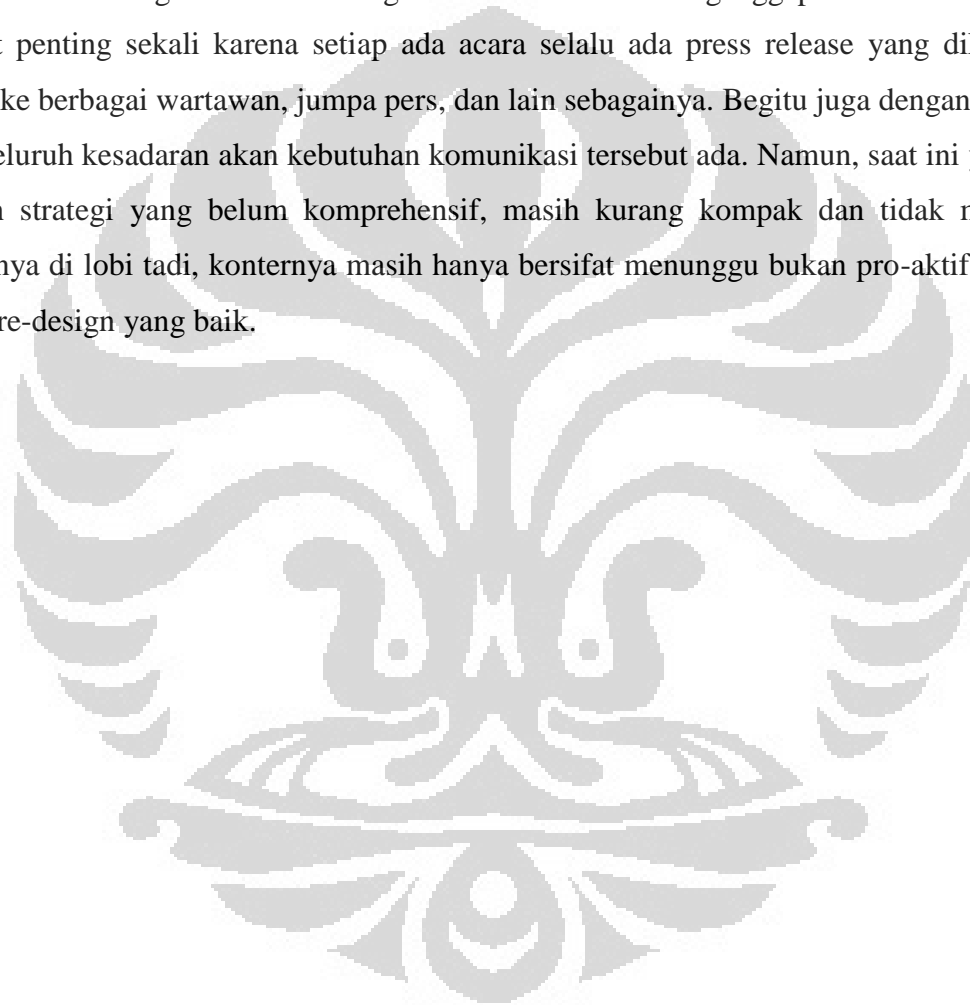 penting sekali karena setiap ada acara selalu ada press release yang
ke berbagai wartawan, jumpa pers, dan lain sebagainya. Begitu juga dengan
eluruh kesadaran akan kebutuhan komunikasi tersebut ada. Namun, saat ini
strategi yang belum komprehensif, masih kurang kompak dan tidak
nya di lobi tadi, konternya masih hanya bersifat menunggu bukan pro-aktif
re-design yang baik.